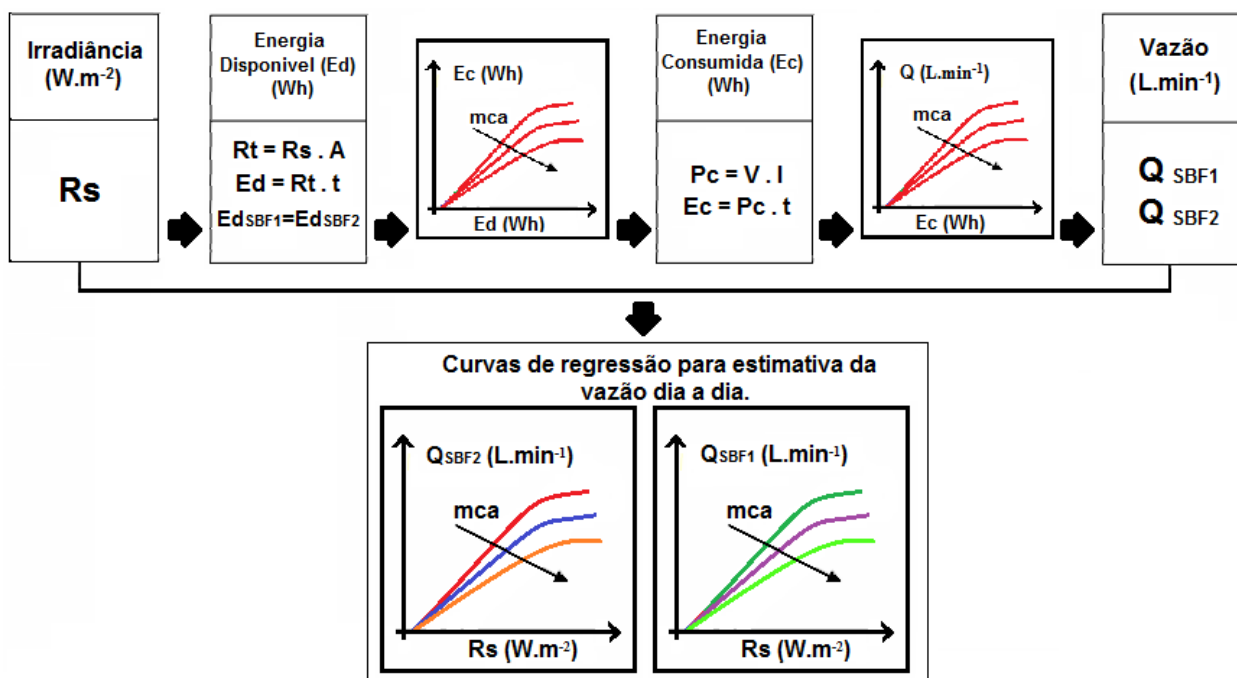 Irradiância
(W.m-2)
Rs
Energia
Disponivel (Ed)
(Wh)
Rt = Rs . A
Ed = Rt . t
EdSBF1=EdSBF2
Ec (Wh)
mca
Ed (Wh)
Energia
Consumida (Ec)
(Wh)
Pc = V . I
Ec = Pc . t
Q (L.min-1)
mca
Ec (Wh)
Vazão
(L.min-1)
Q SBF1
Q SBF2
Curvas de regressão para estimativa da
vazão dia a dia.
QSBF2 (L.min-1)
mca
Rs (W.m-2)
QSBF1 (L.min-1)
mca
Rs (W.m-2)